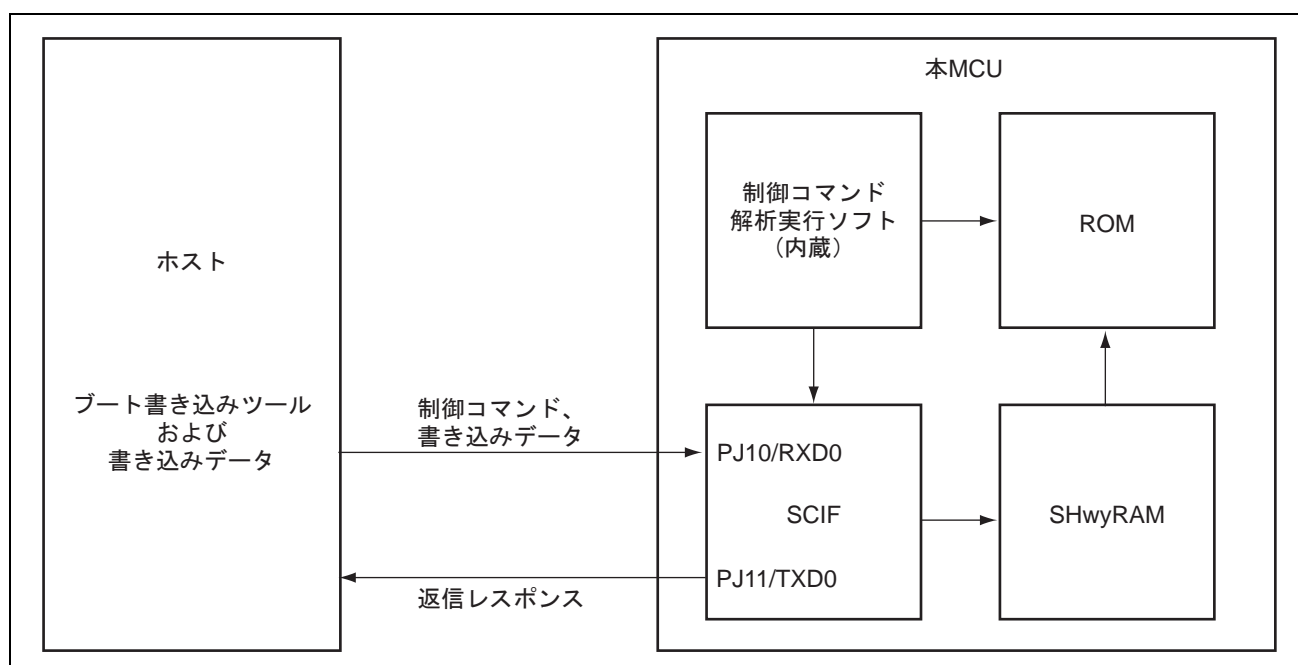 本MCU
ホスト
ブート書き込みツール
および
書き込みデータ
制御コマンド、
書き込みデータ
返信レスポンス
制御コマンド
解析実行ソフト
（内蔵）
ROM
PJ10/RXD0
SCIF
PJ11/TXD0
SHwyRAM